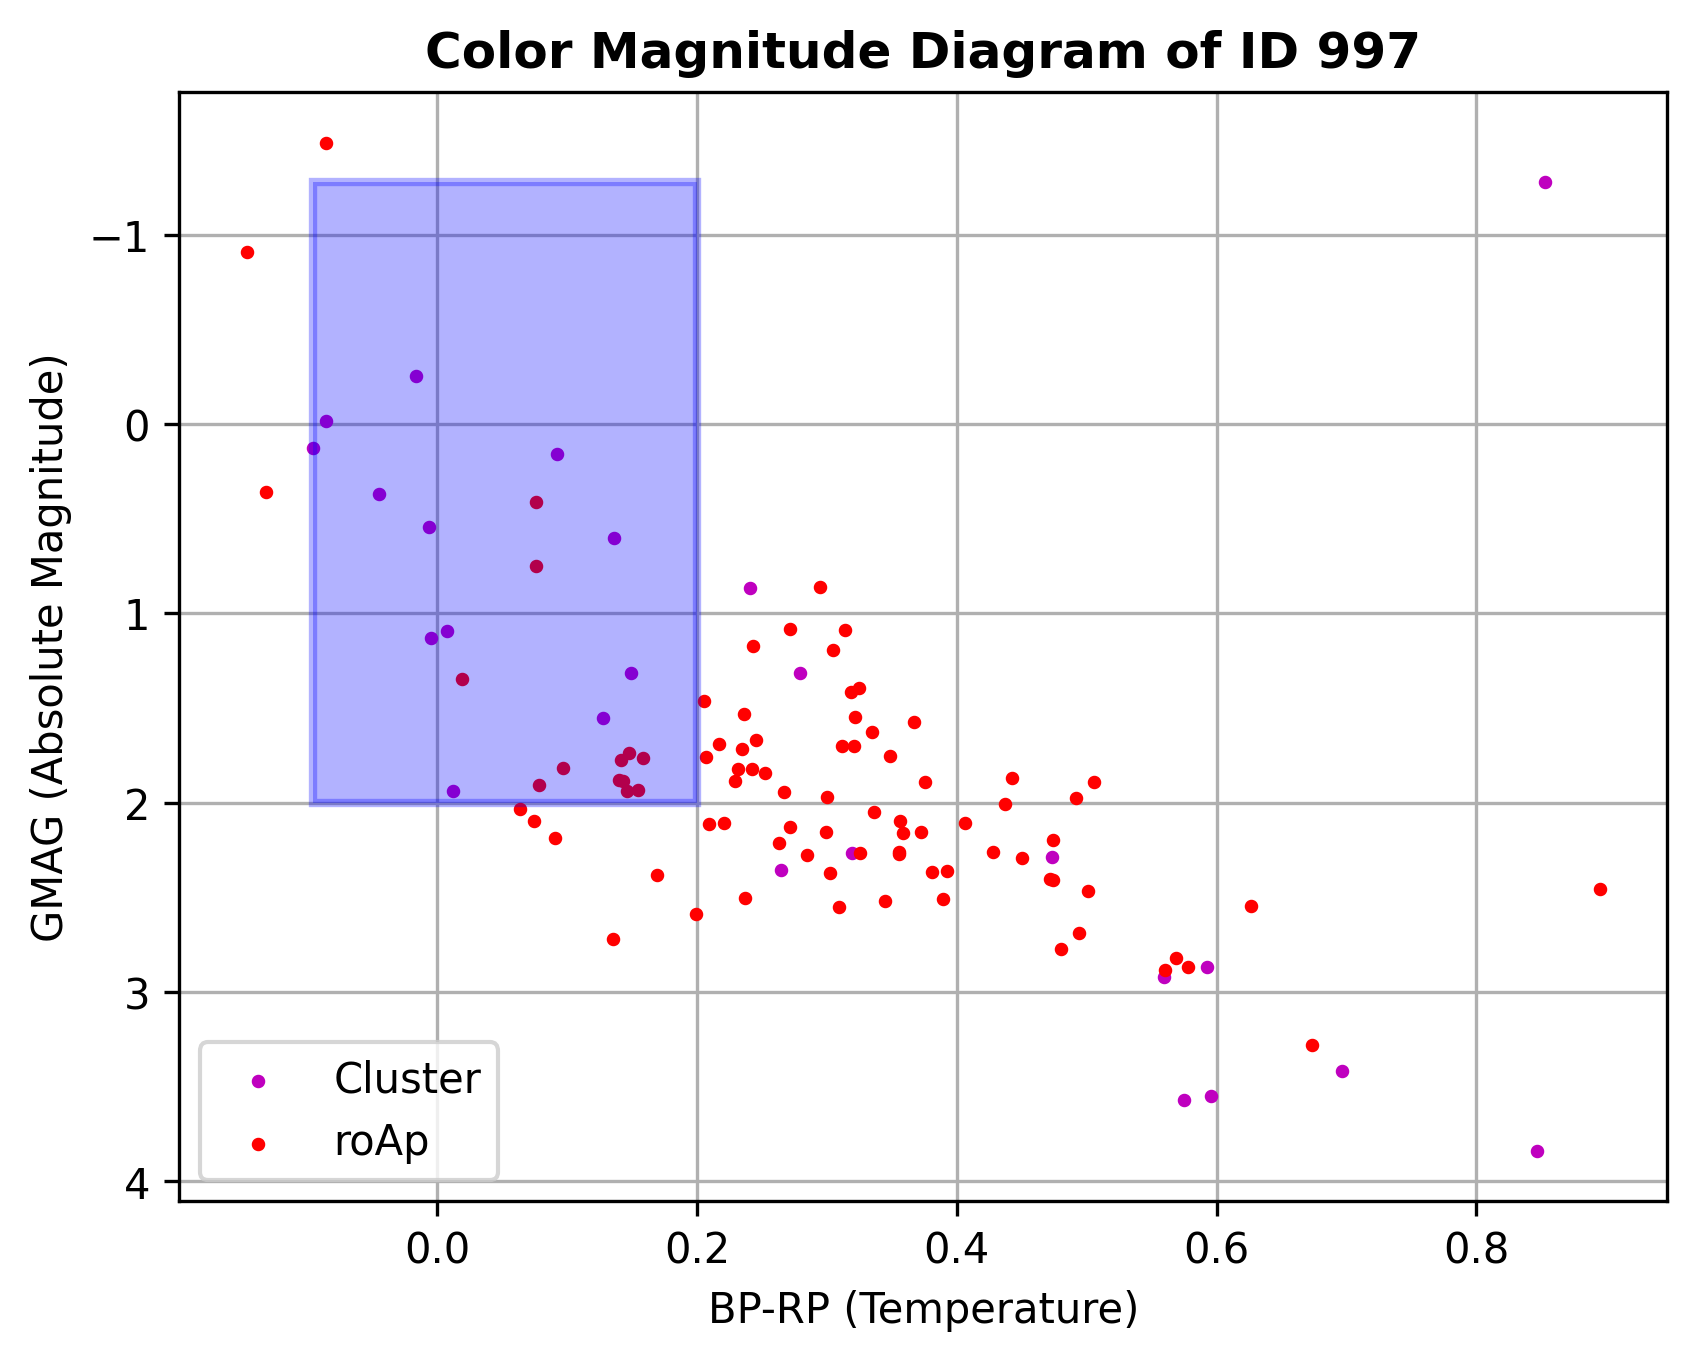 Color Magnitude Diagram of ID 997
GMAG (Absolute Magnitude)
−1
0
1
2
3
4
Cluster
roAp
0.0 0.2 0.4 0.6 0.8
BP-RP (Temperature)